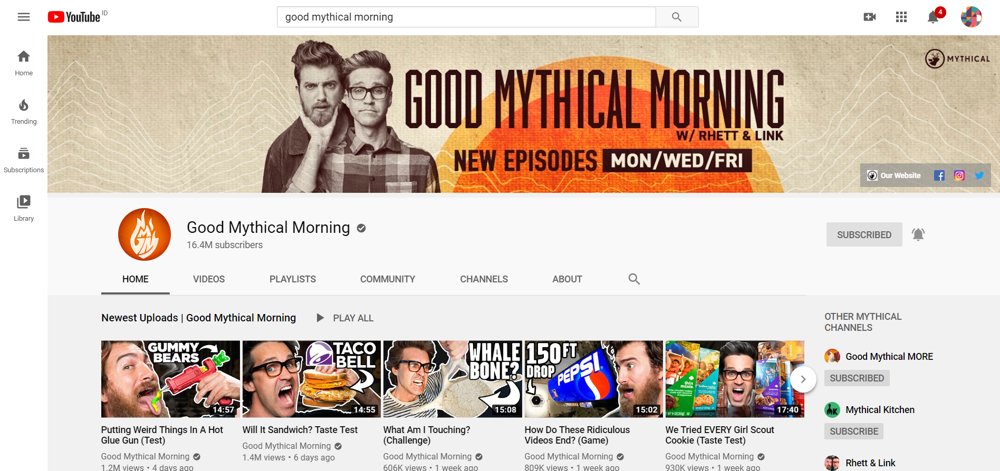 YouTube ID
good mythical morning
4
Home
Trending
Subscriptions
Library
MYTHICAL
GOOD MYTHICAL MORNING
W/ RHETT & LINK
NEW EPISODES MON/WED/FRI
Our Website
Good Mythical Morning
16.4M subscribers
SUBSCRIBED
HOME VIDEOS PLAYLISTS COMMUNITY CHANNELS ABOUT
Newest Uploads | Good Mythical Morning PLAY ALL
GUMMY
BEARS
14:57
Putting Weird Things In A Hot
Glue Gun (Test)
Good Mythical Morning
1.2M views • 4 days ago
TACO
BELL
14:55
Will It Sandwich? Taste Test
Good Mythical Morning
1.4M views • 6 days ago
WHALE
BONE?
15:08
What Am I Touching?
(Challenge)
Good Mythical Morning
606K views • 1 week ago
150FT
DROP
PEPSI
15:02
How Do These Ridiculous
Videos End? (Game)
Good Mythical Morning
809K views • 1 week ago
thin
mints
toffee-tastic
17:40
We Tried EVERY Girl Scout
Cookie (Taste Test)
Good Mythical Morning
930K views • 1 week ago
OTHER MYTHICAL
CHANNELS
Good Mythical MORE
SUBSCRIBED
Mythical Kitchen
SUBSCRIBE
Rhett & Link